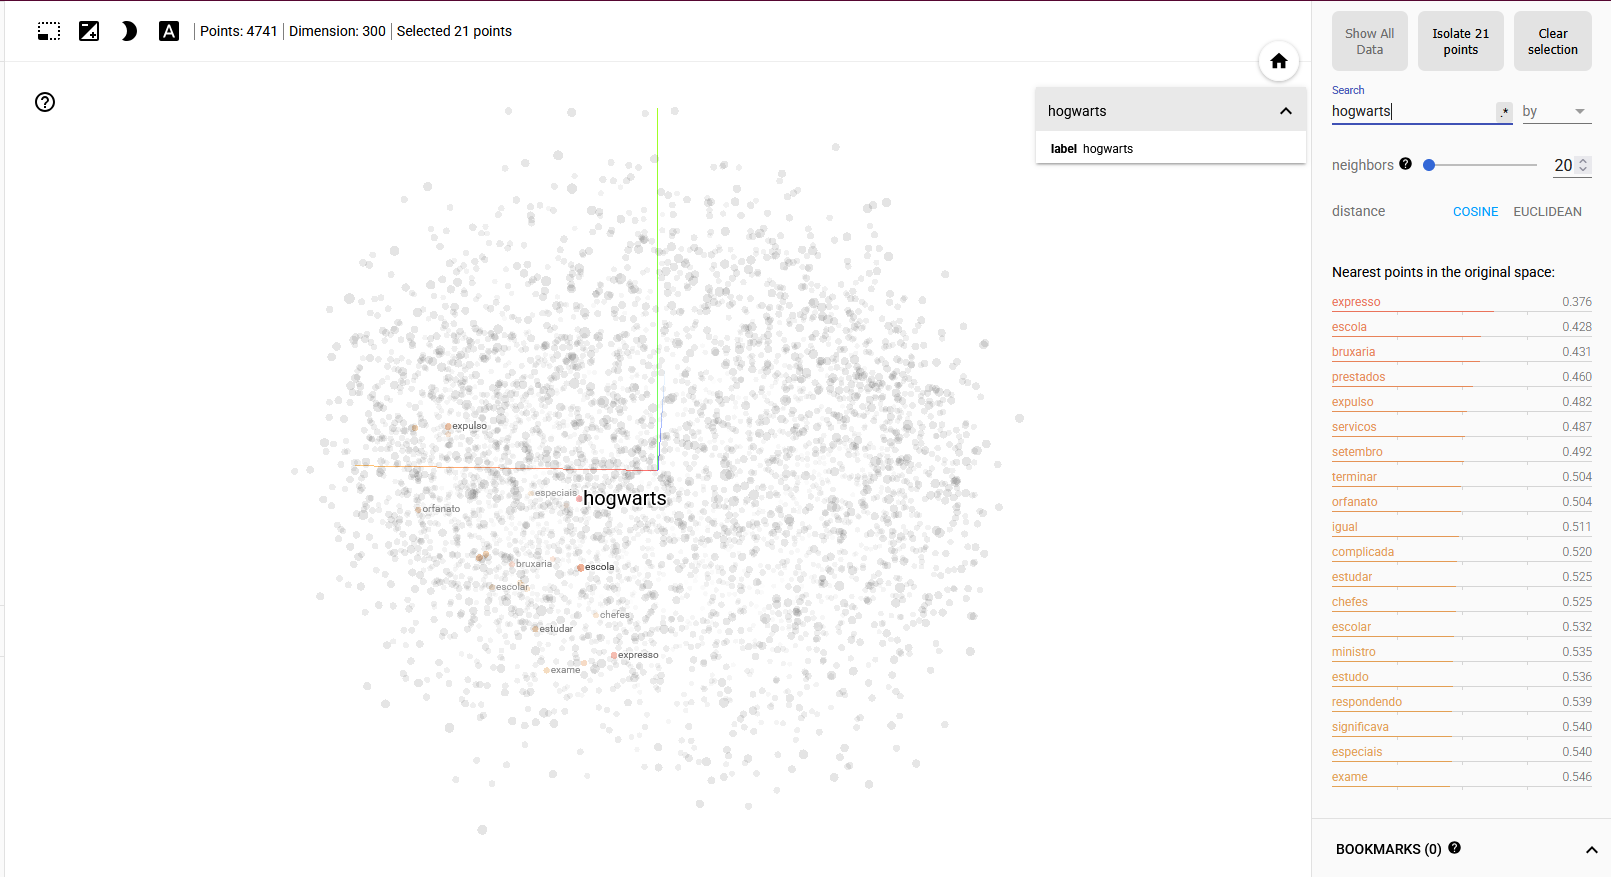 A Points: 4741 Dimension: 300 Selected 21 points
hogwarts
label hogwarts
expulso
especiais
hogwarts
orfanato
bruxaria
escola
escolar
chefes
estudar
expresso
exame
Show All Data
Isolate 21 points
Clear selection
Search
hogwarts .* by
neighbors 20
distance COSINE EUCLIDEAN
Nearest points in the original space:
expresso 0.376
escola 0.428
bruxaria 0.431
prestados 0.460
expulso 0.482
servicos 0.487
setembro 0.492
terminar 0.504
orfanato 0.504
igual 0.511
complicada 0.520
estudar 0.525
chefes 0.525
escolar 0.532
ministro 0.535
estudo 0.536
respondendo 0.539
significava 0.540
especiais 0.540
exame 0.546
BOOKMARKS (0)